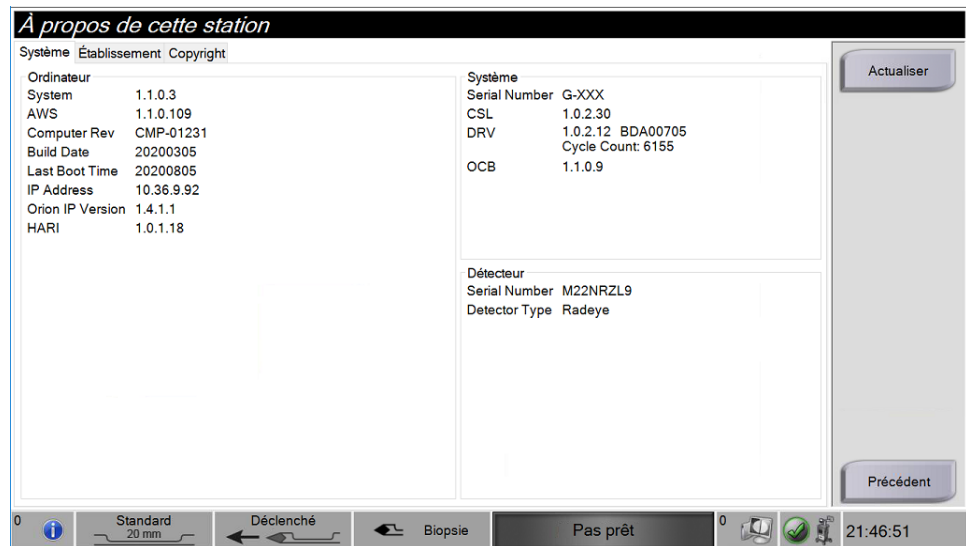 À propos de cette station
Système Établissement Copyright
Ordinateur
System 1.1.0.3
AWS 1.1.0.109
Computer Rev CMP-01231
Build Date 20200305
Last Boot Time 20200805
IP Address 10.36.9.92
Orion IP Version 1.4.1.1
HARI 1.0.1.18
Système
Serial Number G-XXX
CSL 1.0.2.30
DRV 1.0.2.12 BDA00705
Cycle Count: 6155
OCB 1.1.0.9
Détecteur
Serial Number M22NRZL9
Detector Type Radeye
Actualiser
Précédent
0
Standard
20 mm
Déclenché
Biopsie
Pas prêt
0
21:46:51